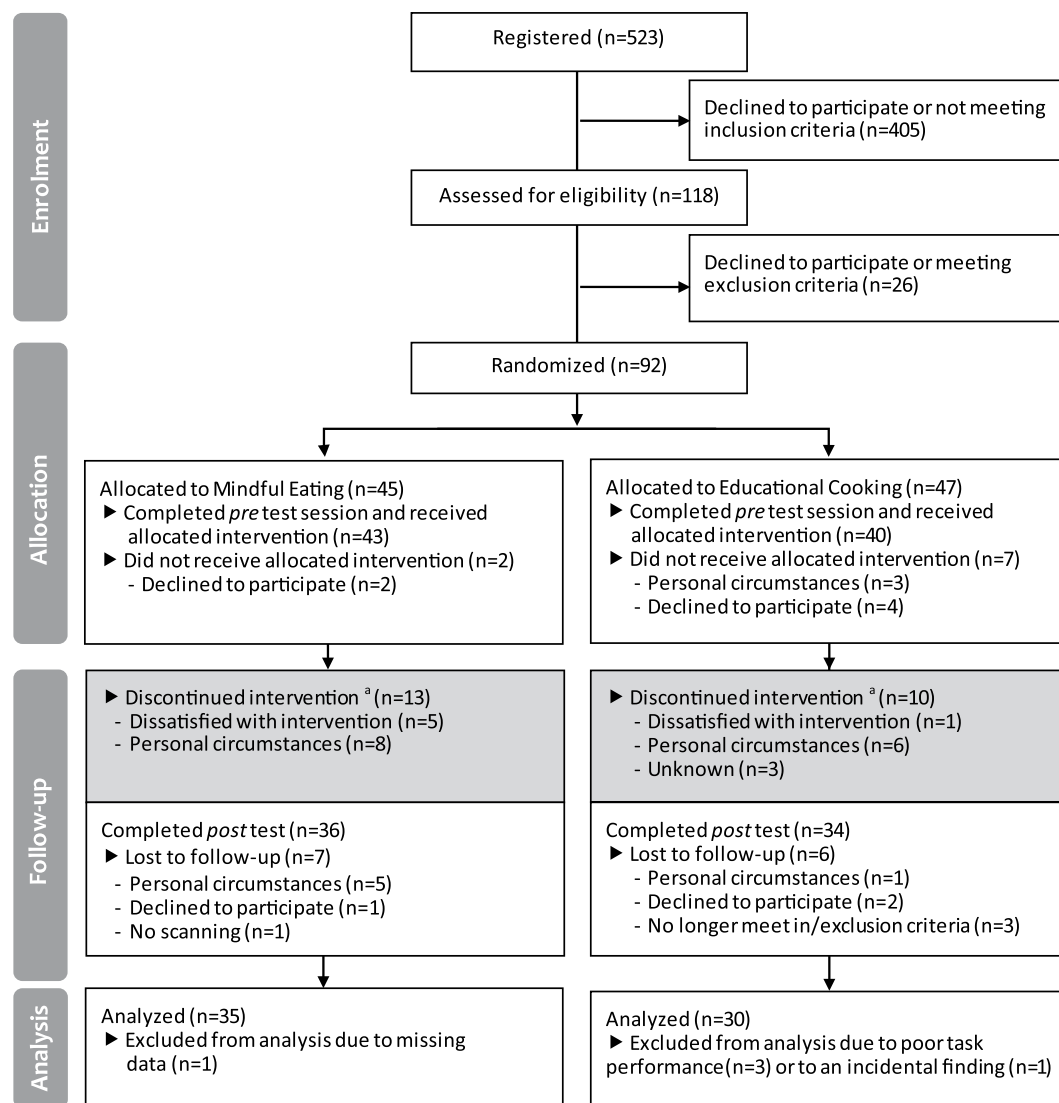 Enrolment
Registered (n=523)
Declined to participate or not meeting
inclusion criteria (n=405)
Assessed for eligibility (n=118)
Declined to participate or meeting
exclusion criteria (n=26)
Randomized (n=92)
Allocation
Allocated to Mindful Eating (n=45)
▶ Completed pre test session and received
allocated intervention (n=43)
▶ Did not receive allocated intervention (n=2)
- Declined to participate (n=2)
Allocated to Educational Cooking (n=47)
▶ Completed pre test session and received
allocated intervention (n=40)
▶ Did not receive allocated intervention (n=7)
- Personal circumstances (n=3)
- Declined to participate (n=4)
Follow-up
▶ Discontinued intervention a (n=13)
- Dissatisfied with intervention (n=5)
- Personal circumstances (n=8)
▶ Discontinued intervention a (n=10)
- Dissatisfied with intervention (n=1)
- Personal circumstances (n=6)
- Unknown (n=3)
Completed post test (n=36)
▶ Lost to follow-up (n=7)
- Personal circumstances (n=5)
- Declined to participate (n=1)
- No scanning (n=1)
Completed post test (n=34)
▶ Lost to follow-up (n=6)
- Personal circumstances (n=1)
- Declined to participate (n=2)
- No longer meet in/exclusion criteria (n=3)
Analysis
Analyzed (n=35)
▶ Excluded from analysis due to missing
data (n=1)
Analyzed (n=30)
▶ Excluded from analysis due to poor task
performance(n=3) or to an incidental finding (n=1)